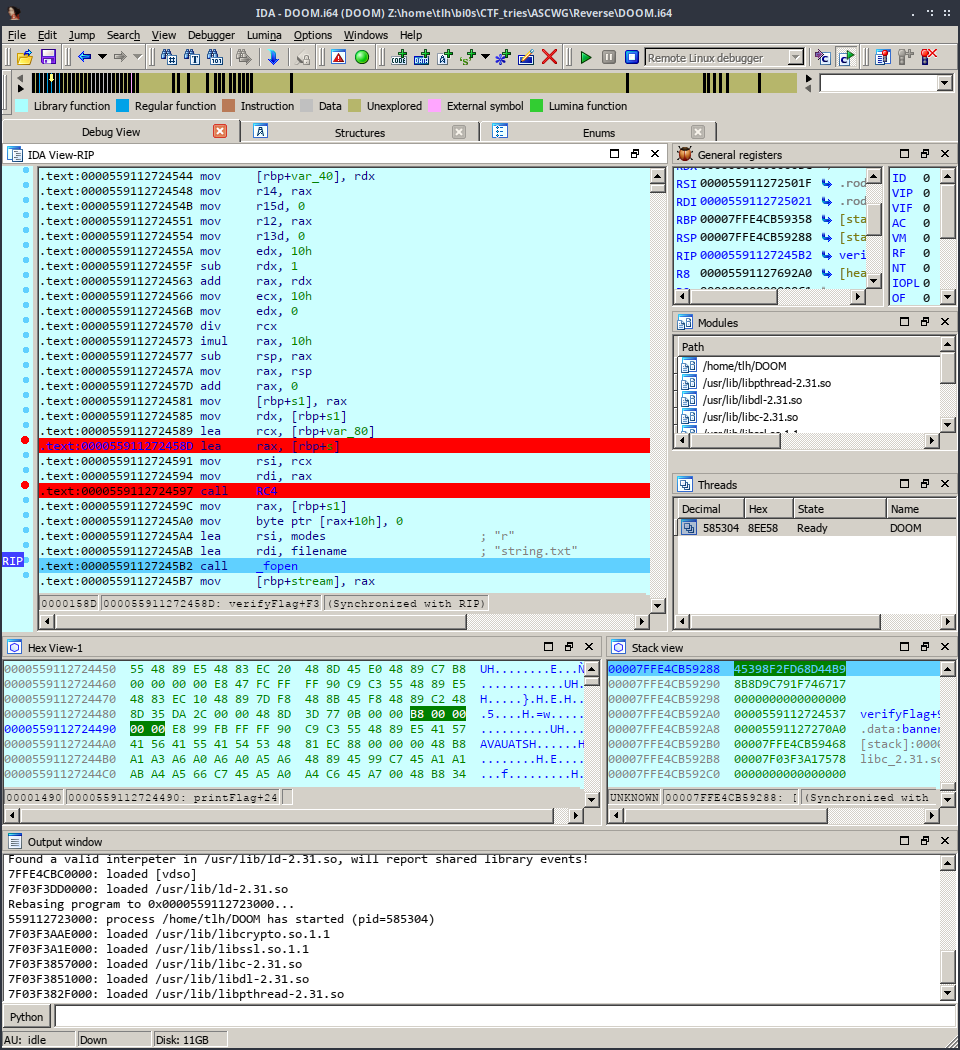 IDA - DOOM.i64 (DOOM) Z:\home\tlh\bi0s\CTF_tries\ASCWG\Reverse\DOOM.i64
File Edit Jump Search View Debugger Lumina Options Windows Help
Remote Linux debugger
Library function Regular function Instruction Data Unexplored External symbol Lumina function
Debug View Structures Enums
IDA View-RIP
.text:0000559112724544 mov [rbp+var_40], rdx
.text:0000559112724548 mov r14, rax
.text:000055911272454B mov r15d, 0
.text:0000559112724551 mov r12, rax
.text:0000559112724554 mov r13d, 0
.text:000055911272455A mov edx, 10h
.text:000055911272455F sub rdx, 1
.text:0000559112724563 add rax, rdx
.text:0000559112724566 mov ecx, 10h
.text:000055911272456B mov edx, 0
.text:0000559112724570 div rcx
.text:0000559112724573 imul rax, 10h
.text:0000559112724577 sub rsp, rax
.text:000055911272457A mov rax, rsp
.text:000055911272457D add rax, 0
.text:0000559112724581 mov [rbp+s1], rax
.text:0000559112724585 mov rdx, [rbp+s1]
.text:0000559112724589 lea rcx, [rbp+var_80]
.text:000055911272458D lea rax, [rbp+s]
.text:0000559112724591 mov rsi, rcx
.text:0000559112724594 mov rdi, rax
.text:0000559112724597 call RC4
.text:000055911272459C mov rax, [rbp+s1]
.text:00005591127245A0 mov byte ptr [rax+10h], 0
.text:00005591127245A4 lea rsi, modes ; "r"
.text:00005591127245AB lea rdi, filename ; "string.txt"
RIP .text:00005591127245B2 call _fopen
.text:00005591127245B7 mov [rbp+stream], rax
0000158D 000055911272458D: verifyFlag+F3 (Synchronized with RIP)
General registers
RSI 000055911272501F .rod
RDI 0000559112725021 .rod
RBP 00007FFE4CB59358 [sta
RSP 00007FFE4CB59288 [sta
RIP 00005591127245B2 veri
R8 00005591127692A0 [hea
ID 0
VIP 0
VIF 0
AC 0
VM 0
RF 0
NT 0
IOPL 0
OF 0
Modules
Path
/home/tlh/DOOM
/usr/lib/libpthread-2.31.so
/usr/lib/libdl-2.31.so
/usr/lib/libc-2.31.so
/usr/lib/libssl.so.1.1
Threads
Decimal Hex State Name
585304 8EE58 Ready DOOM
Hex View-1
0000559112724450 55 48 89 E5 48 83 EC 20 48 8D 45 E0 48 89 C7 B8 UH.......E...Ñ
0000559112724460 00 00 00 00 E8 47 FC FF FF 90 C9 C3 55 48 89 E5 ............UH.
0000559112724470 48 83 EC 10 48 89 7D F8 48 8B 45 F8 48 89 C2 48 H.....}.H.E.H..
0000559112724480 8D 35 DA 2C 00 00 48 8D 3D 77 0B 00 00 B8 00 00 .5....H.=w.....
0000559112724490 00 00 E8 99 FB FF FF 90 C9 C3 55 48 89 E5 41 57 ..........UH...
00005591127244A0 41 56 41 55 41 54 53 48 81 EC 88 00 00 00 48 B8 AVAUATSH......H
00005591127244B0 A1 A3 A6 A0 A6 A0 A5 A6 48 89 45 99 C7 45 A1 A1 ........H.E....
00005591127244C0 AB A4 A5 66 C7 45 A5 A0 A4 C6 45 A7 00 48 B8 34 ...f.........H.
00001490 0000559112724490: printFlag+24
Stack view
00007FFE4CB59288 45398F2FD68D44B9
00007FFE4CB59290 8B8D9C791F746717
00007FFE4CB59298 0000000000000000
00007FFE4CB592A0 0000559112724537 verifyFlag+9
00007FFE4CB592A8 00005591127270A0 .data:banner
00007FFE4CB592B0 00007FFE4CB59468 [stack]:0000
00007FFE4CB592B8 00007F03F3A17578 libc_2.31.so
00007FFE4CB592C0 0000000000000000
UNKNOWN 00007FFE4CB59288: [ (Synchronized with
Output window
Found a valid interpeter in /usr/lib/ld-2.31.so, will report shared library events!
7FFE4CBC0000: loaded [vdso]
7F03F3DD0000: loaded /usr/lib/ld-2.31.so
Rebasing program to 0x0000559112723000...
559112723000: process /home/tlh/DOOM has started (pid=585304)
7F03F3AAE000: loaded /usr/lib/libcrypto.so.1.1
7F03F3A1E000: loaded /usr/lib/libssl.so.1.1
7F03F3857000: loaded /usr/lib/libc-2.31.so
7F03F3851000: loaded /usr/lib/libdl-2.31.so
7F03F382F000: loaded /usr/lib/libpthread-2.31.so
Python
AU: idle Down Disk: 11GB